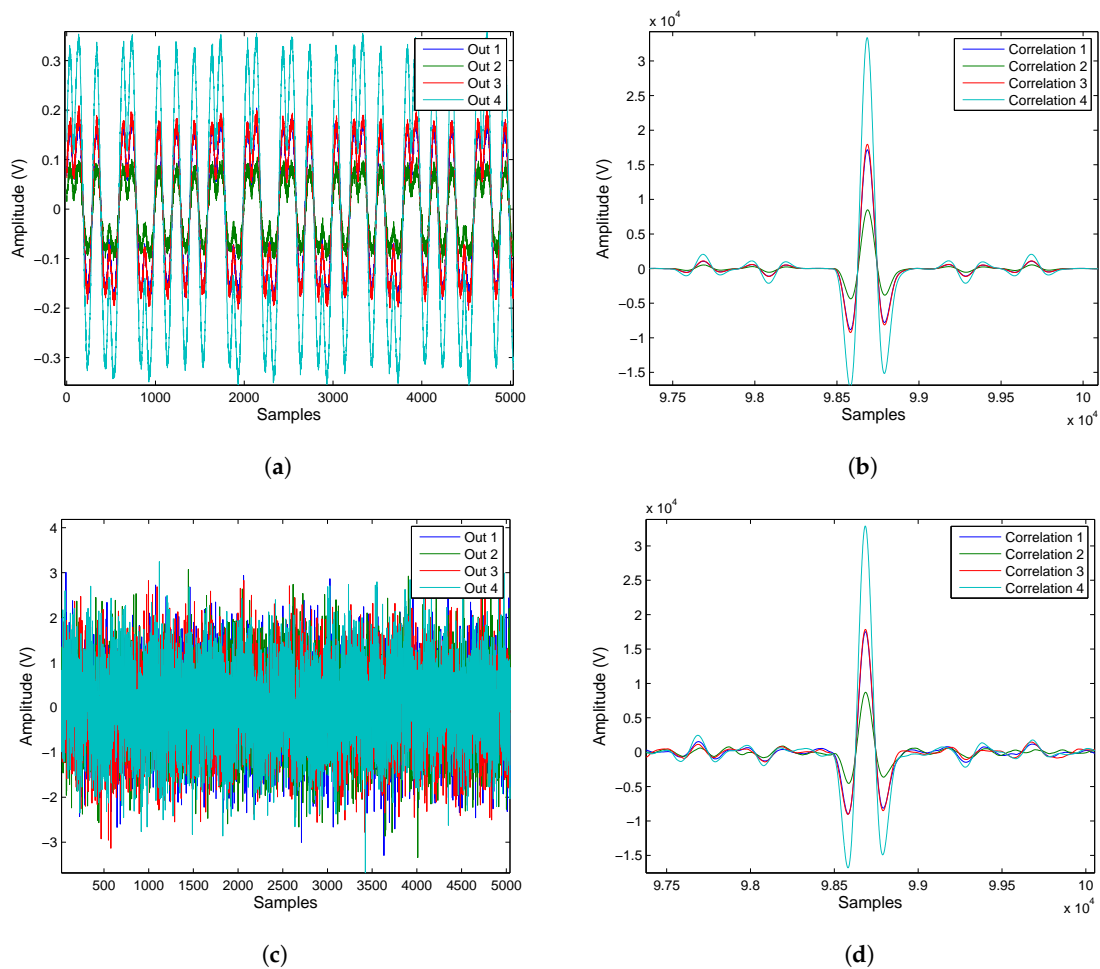 Out 1
Out 2
Out 3
Out 4
0.3
0.2
0.1
0
−0.1
−0.2
−0.3
Amplitude (V)
0 1000 2000 3000 4000 5000
Samples
(a)
x 10^4
Correlation 1
Correlation 2
Correlation 3
Correlation 4
3
2.5
2
1.5
1
0.5
0
−0.5
−1
−1.5
Amplitude (V)
9.75 9.8 9.85 9.9 9.95 10
x 10^4
Samples
(b)
Out 1
Out 2
Out 3
Out 4
4
3
2
1
0
−1
−2
−3
Amplitude (V)
500 1000 1500 2000 2500 3000 3500 4000 4500 5000
Samples
(c)
x 10^4
Correlation 1
Correlation 2
Correlation 3
Correlation 4
3
2.5
2
1.5
1
0.5
0
−0.5
−1
−1.5
Amplitude (V)
9.75 9.8 9.85 9.9 9.95 10
x 10^4
Samples
(d)